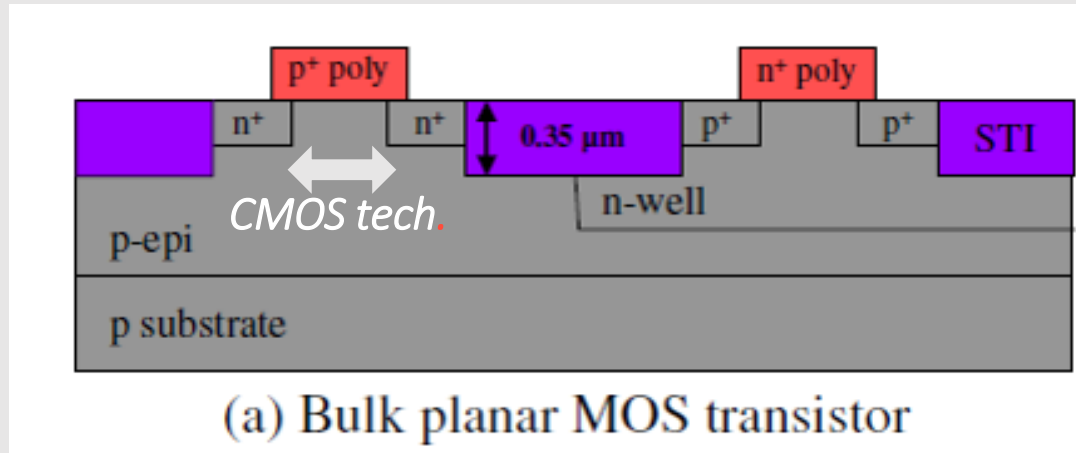 p⁺ poly
n⁺ poly
n⁺
n⁺
0.35 μm
p⁺
p⁺
STI
CMOS tech.
n-well
p-epi
p substrate
(a) Bulk planar MOS transistor